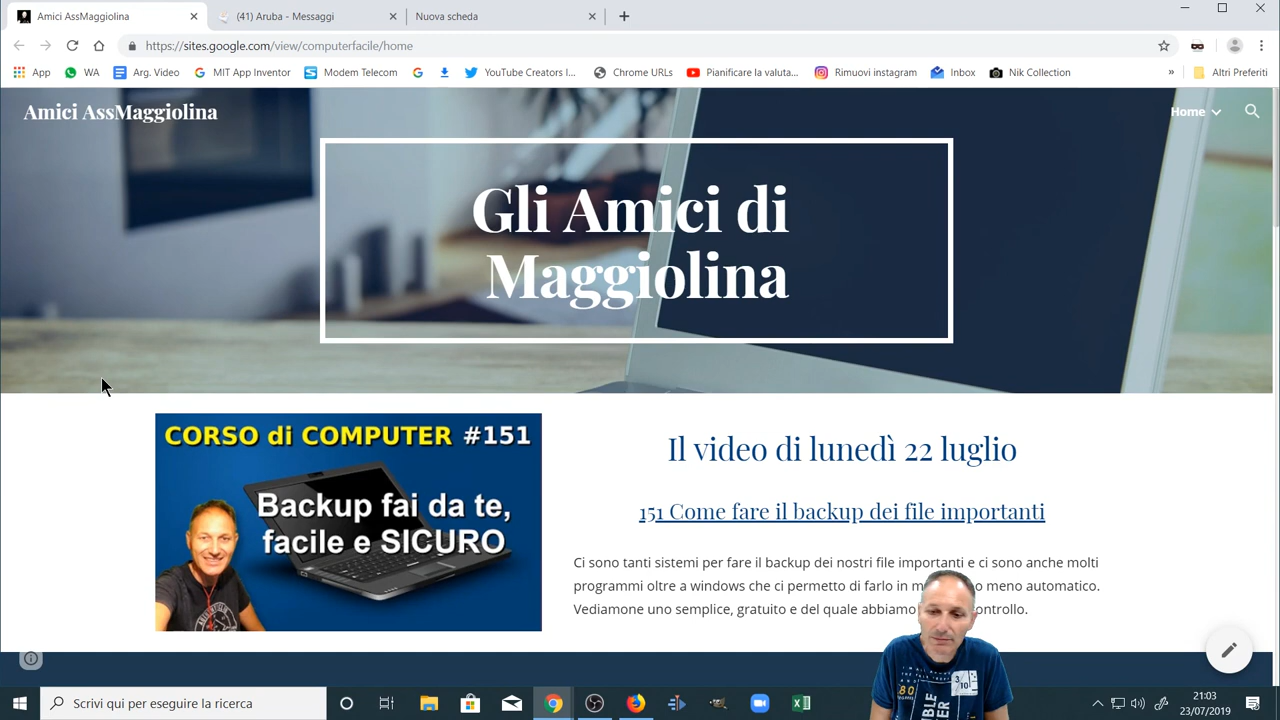 Amici AssMaggiolina
(41) Aruba - Messaggi
Nuova scheda
https://sites.google.com/view/computerfacile/home
App
WA
Arg. Video
MIT App Inventor
Modem Telecom
YouTube Creators I...
Chrome URLs
Pianificare la valuta...
Rimuovi instagram
Inbox
Nik Collection
»
Altri Preferiti
Amici AssMaggiolina
Home
Gli Amici di
Maggiolina
CORSO di COMPUTER #151
Backup fai da te,
facile e SICURO
Il video di lunedì 22 luglio
151 Come fare il backup dei file importanti
Ci sono tanti sistemi per fare il backup dei nostri file importanti e ci sono anche molti
programmi oltre a windows che ci permetto di farlo in meno automatico.
Vediamone uno semplice, gratuito e del quale abbiamo
Scrivi qui per eseguire la ricerca
21:03
23/07/2019